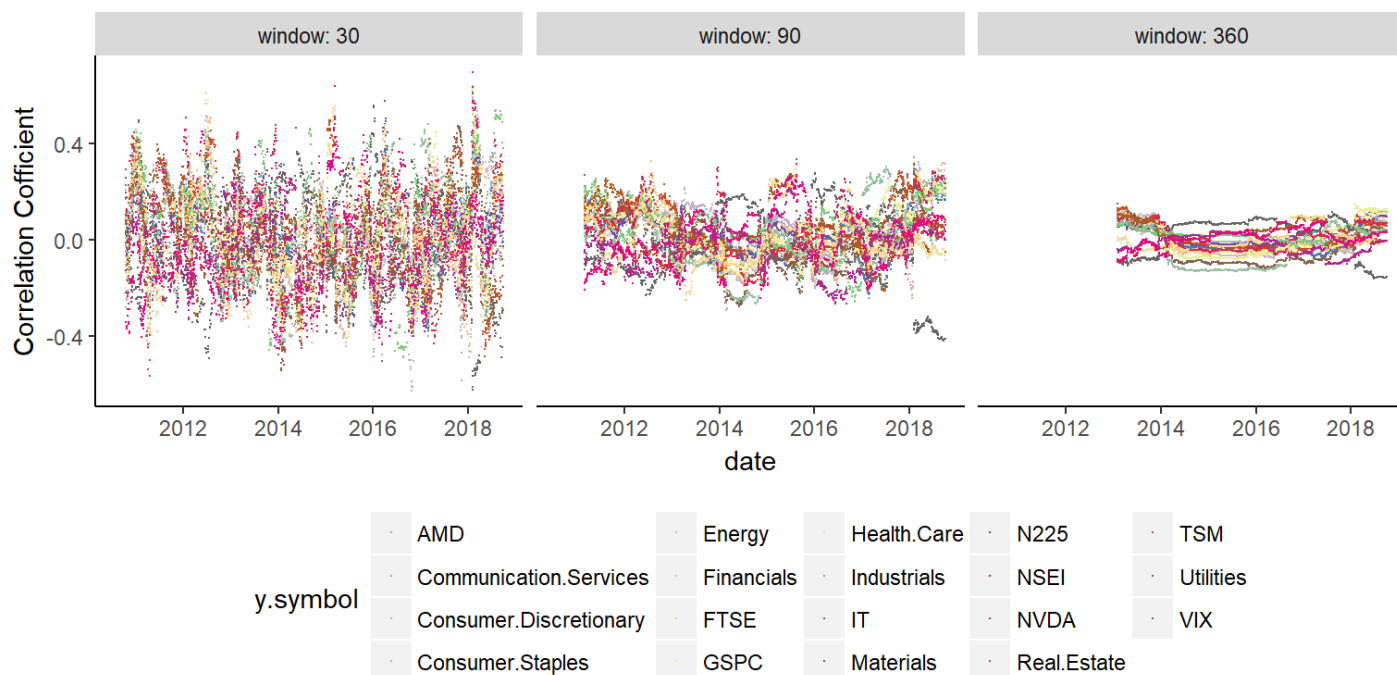 window: 30 window: 90 window: 360
Correlation Cofficient
0.4
0.0
-0.4
2012 2014 2016 2018 2012 2014 2016 2018 2012 2014 2016 2018
date
y.symbol
AMD Energy Health.Care N225 TSM
Communication.Services Financials Industrials NSEI Utilities
Consumer.Discretionary FTSE IT NVDA VIX
Consumer.Staples GSPC Materials Real.Estate